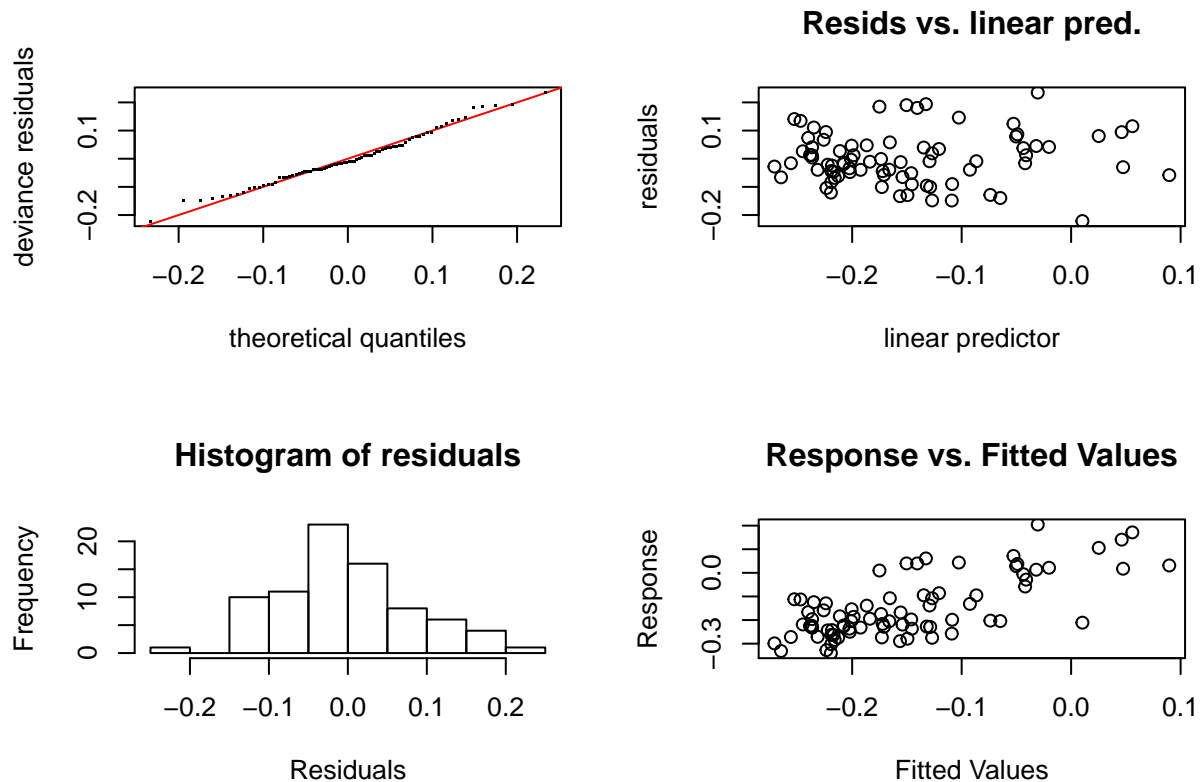 deviance residuals
0.1
−0.2
−0.2 −0.1 0.0 0.1 0.2
theoretical quantiles
Resids vs. linear pred.
residuals
0.1
−0.2
−0.2 −0.1 0.0 0.1
linear predictor
Histogram of residuals
Frequency
20
10
0
−0.2 −0.1 0.0 0.1 0.2
Residuals
Response vs. Fitted Values
Response
0.0
−0.3
−0.2 −0.1 0.0 0.1
Fitted Values